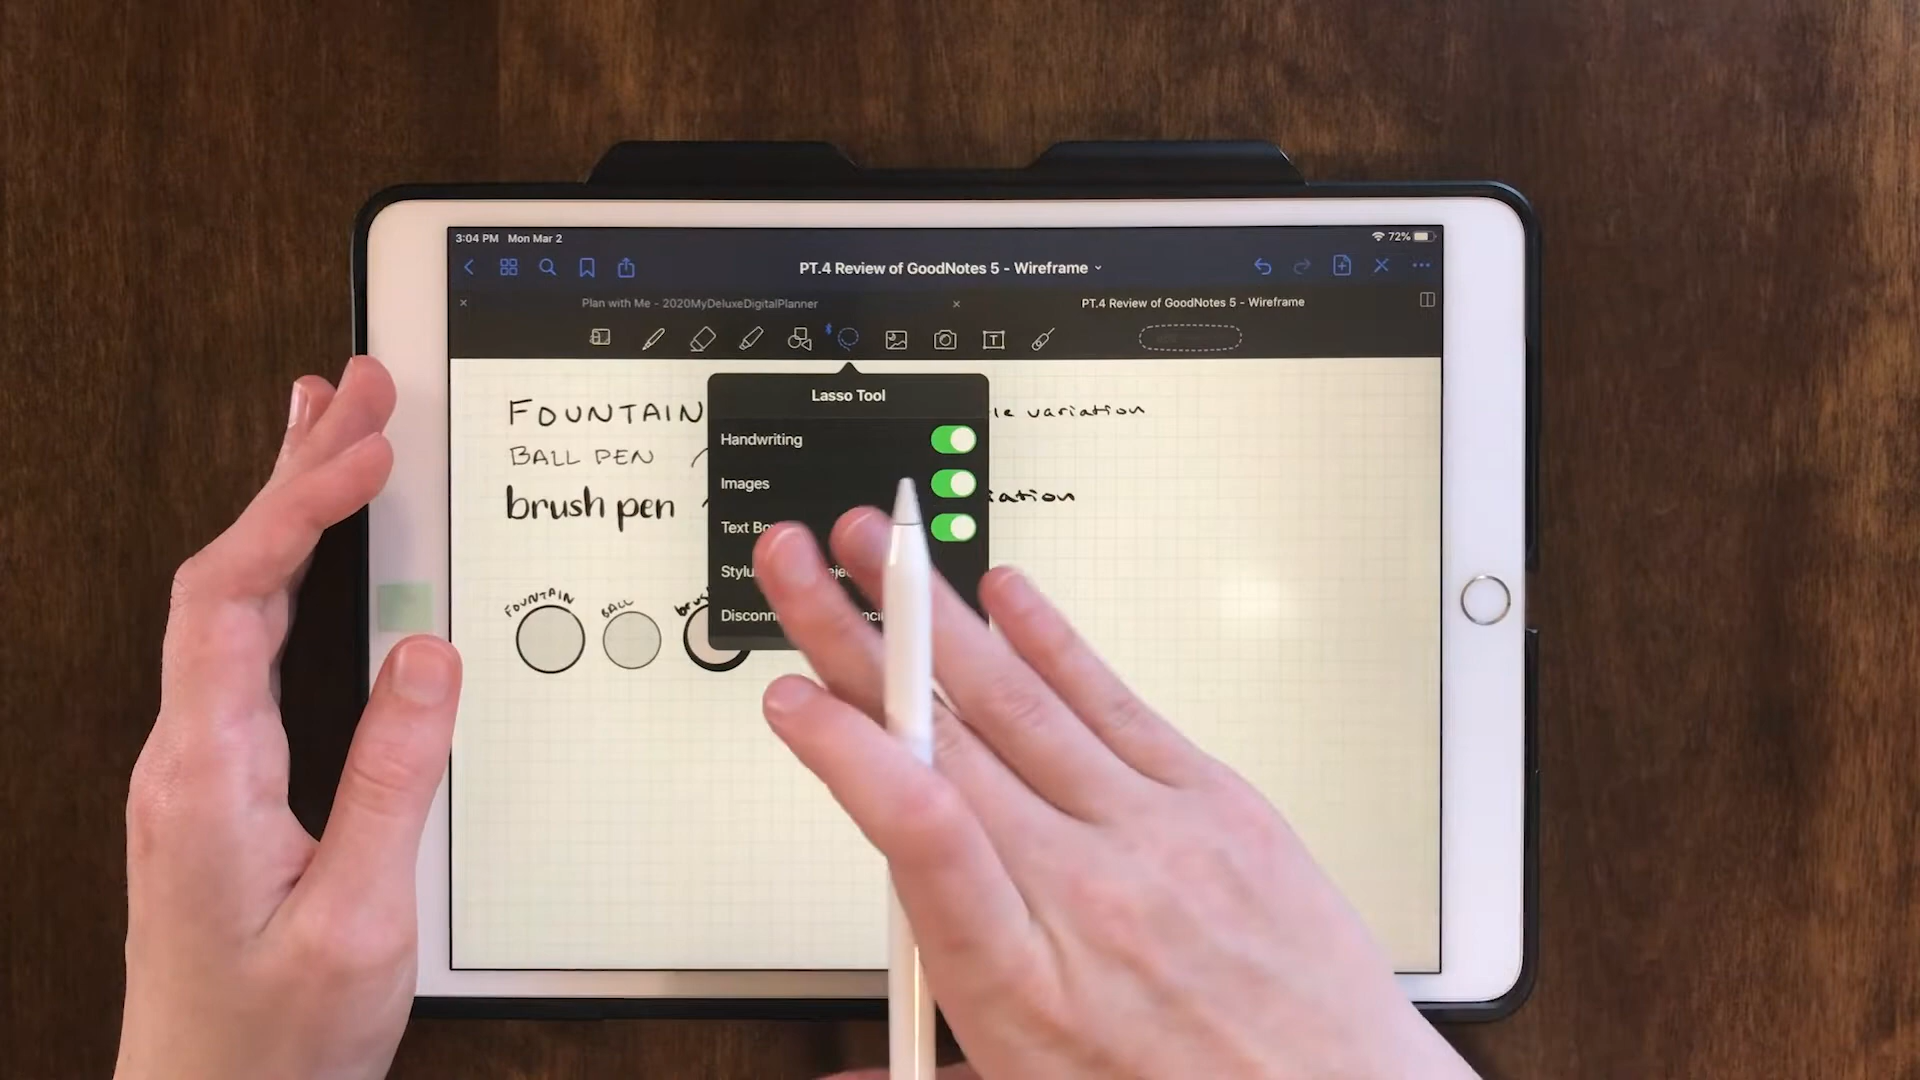 3:04 PM Mon Mar 2
72%
PT.4 Review of GoodNotes 5 - Wireframe
Plan with Me - 2020MyDeluxeDigitalPlanner
PT.4 Review of GoodNotes 5 - Wireframe
T
Lasso Tool
FOUNTAIN
variation
Handwriting
BALL PEN
Images
brush pen
Text
FOUNTAIN
BALL